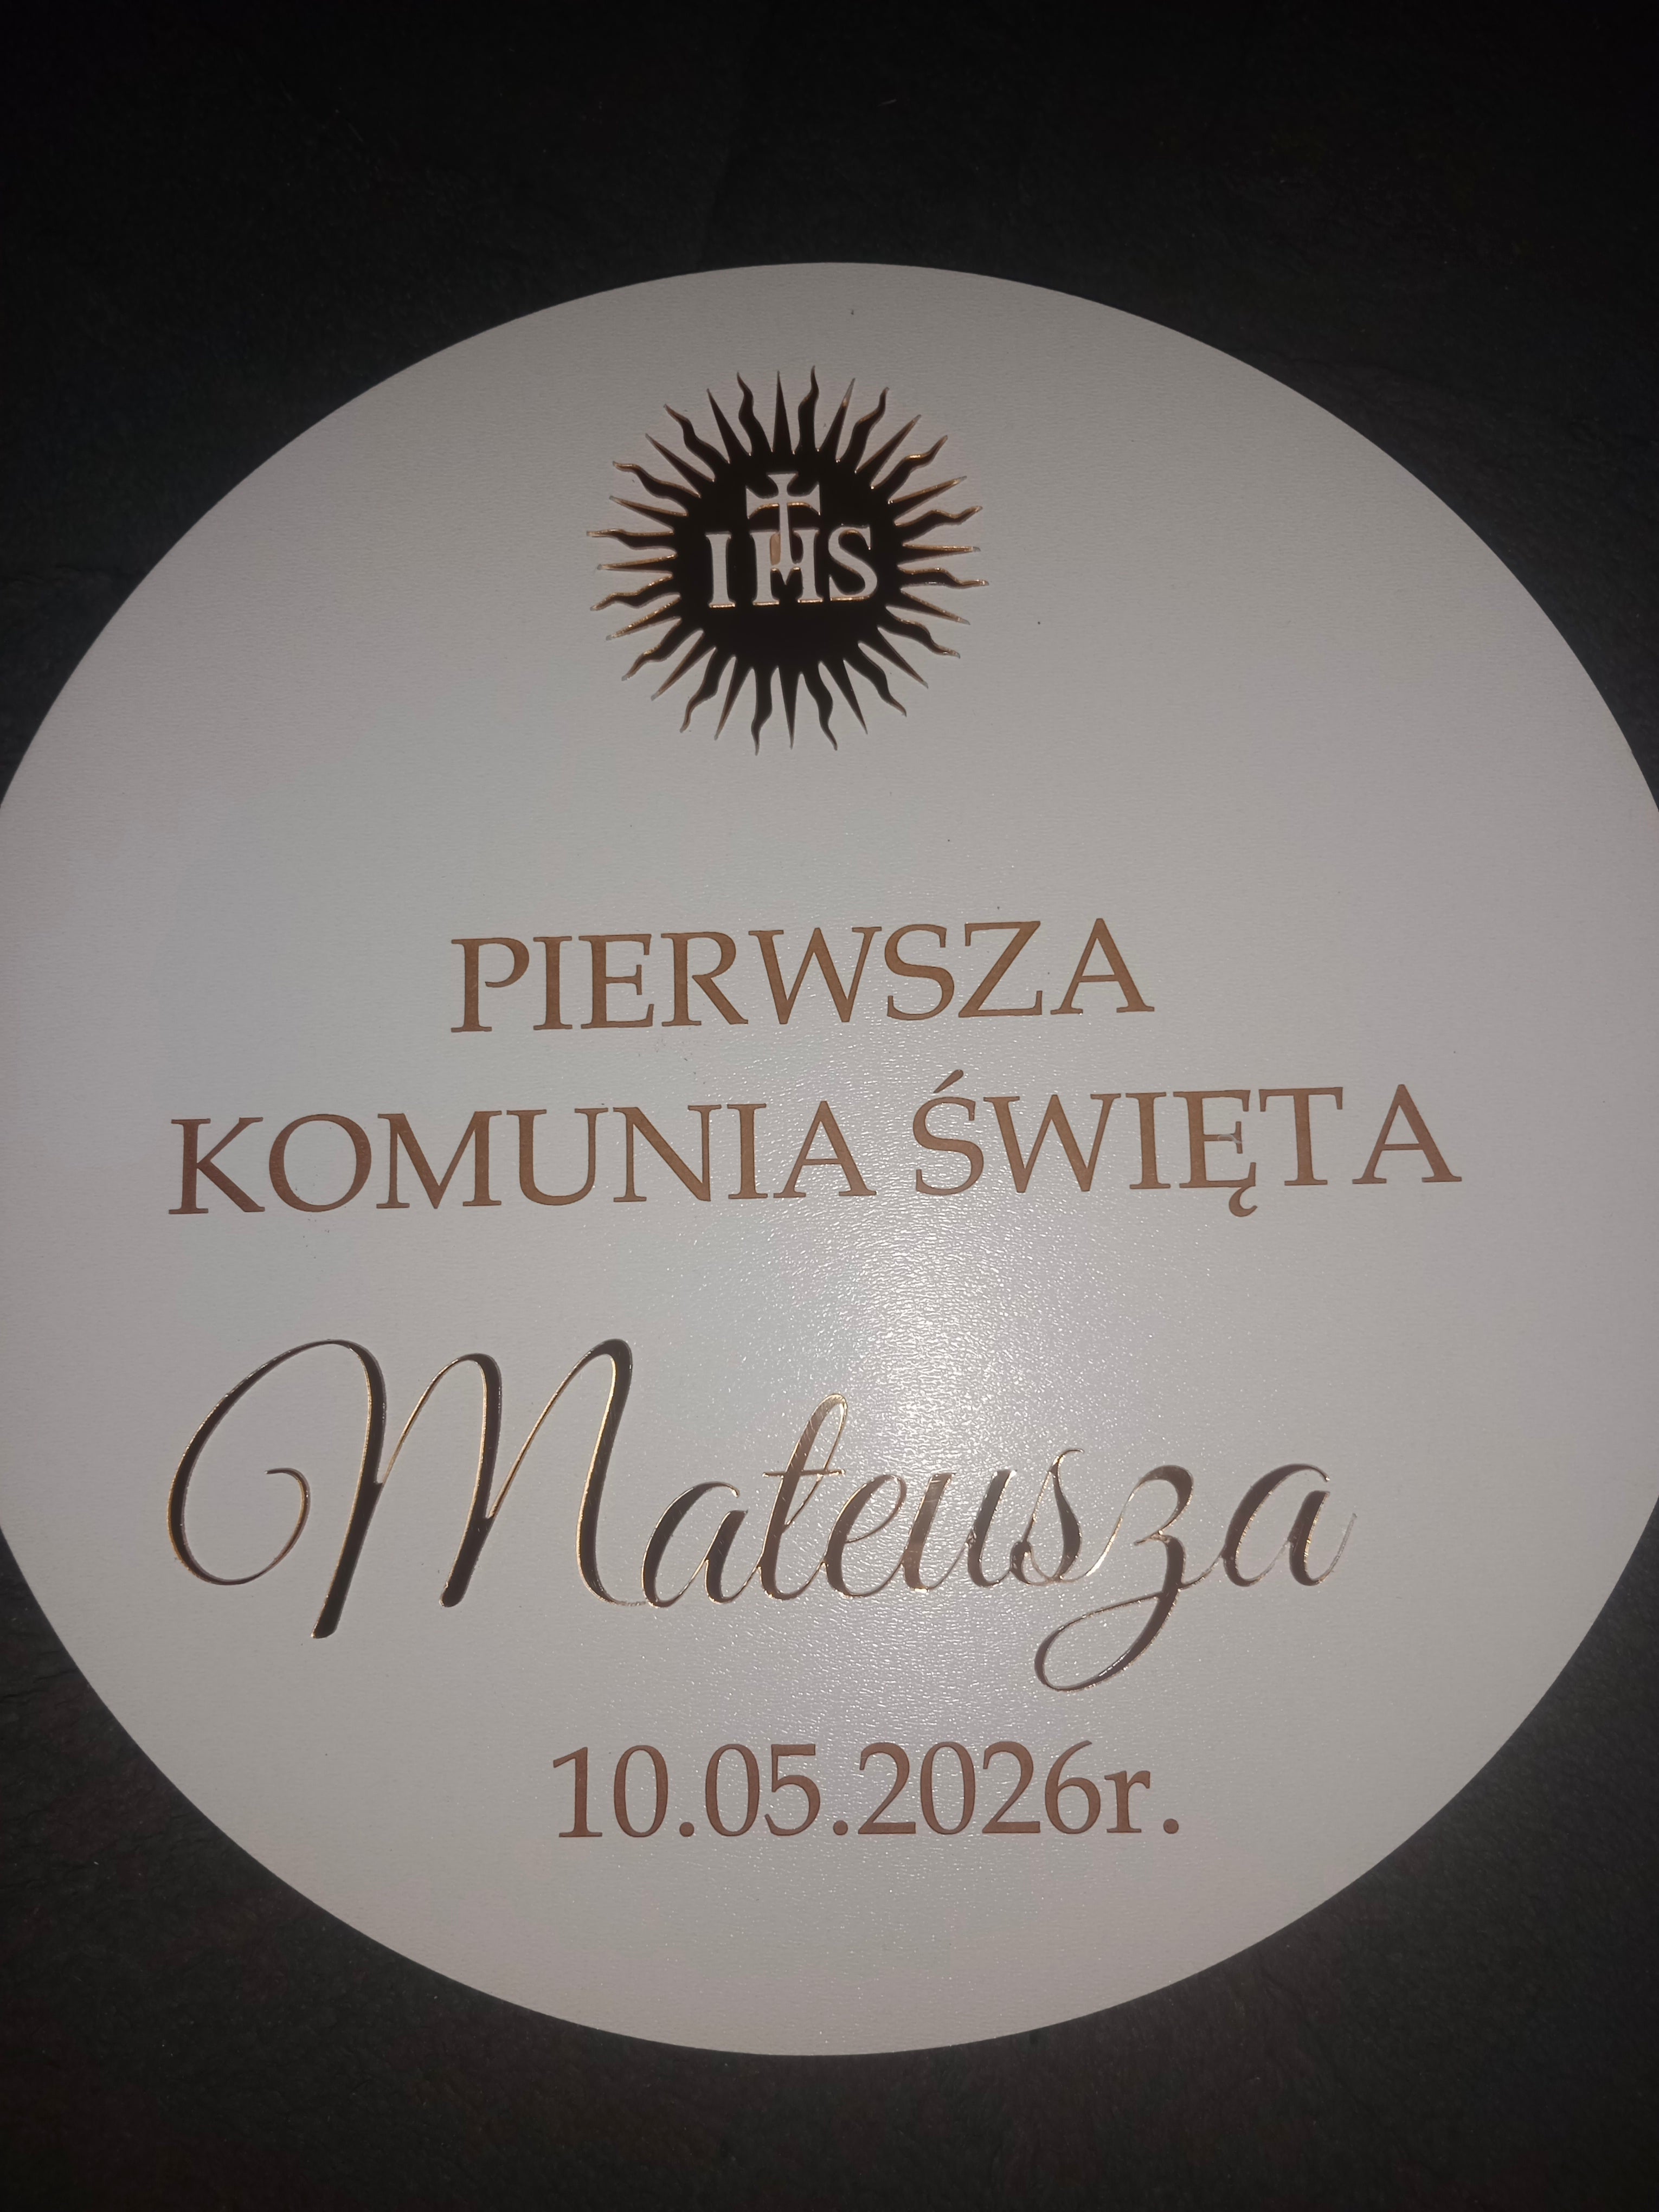 IHS
PIERWSZA
KOMUNIA ŚWIĘTA
Mateusza
10.05.2026r.